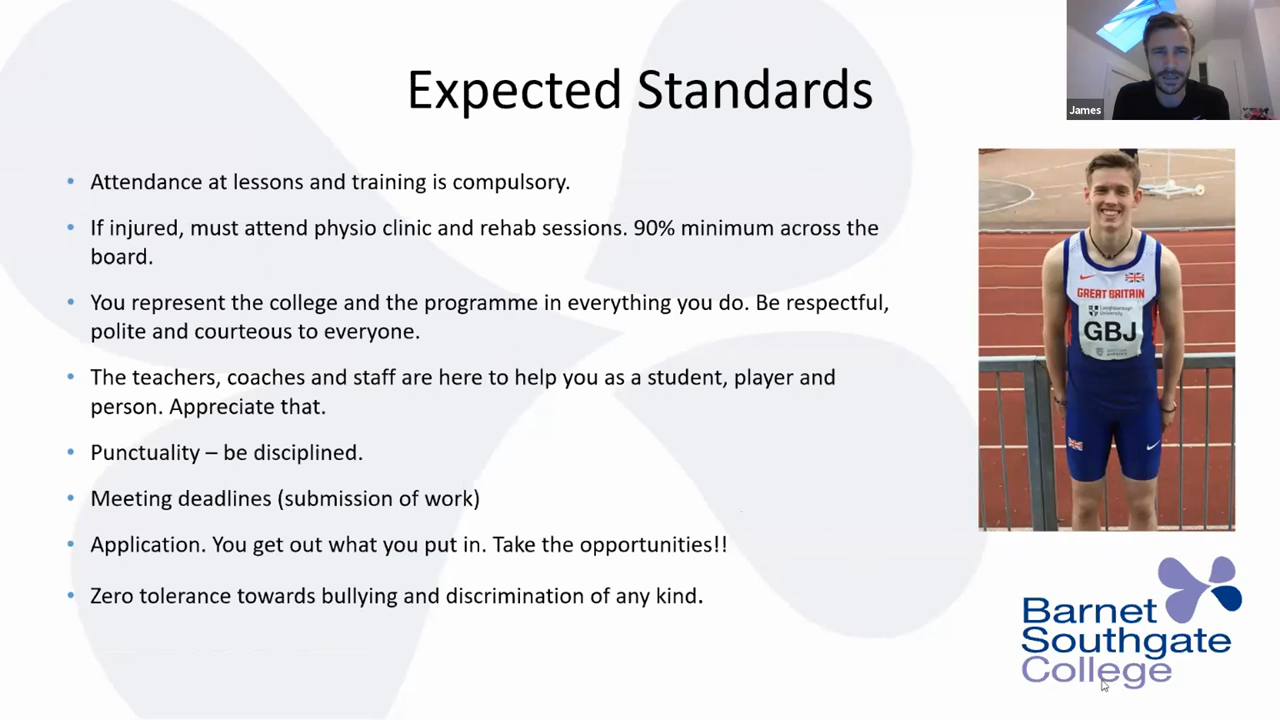 Expected Standards
James
• Attendance at lessons and training is compulsory.
• If injured, must attend physio clinic and rehab sessions. 90% minimum across the
board.
• You represent the college and the programme in everything you do. Be respectful,
polite and courteous to everyone.
• The teachers, coaches and staff are here to help you as a student, player and
person. Appreciate that.
• Punctuality – be disciplined.
• Meeting deadlines (submission of work)
• Application. You get out what you put in. Take the opportunities!!
• Zero tolerance towards bullying and discrimination of any kind.
GREAT BRITAIN
Loughborough
University
GBJ
Barnet
Southgate
College